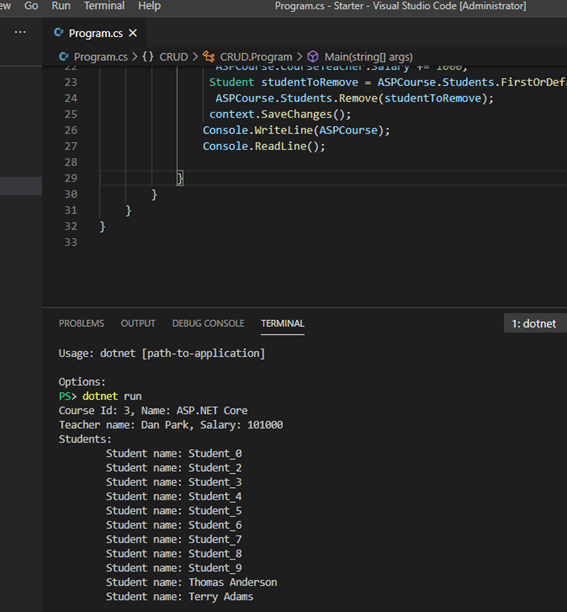 ew Go Run Terminal Help Program.cs - Starter - Visual Studio Code [Administrator]
Program.cs
Program.cs > {} CRUD > CRUD.Program > Main(string[] args)
22 ASPCourse.CourseTeacher.Salary += 1000;
23 Student studentToRemove = ASPCourse.Students.FirstOrDefa
24 ASPCourse.Students.Remove(studentToRemove);
25 context.SaveChanges();
26 Console.WriteLine(ASPCourse);
27 Console.ReadLine();
28
29 }
30 }
31 }
32 }
33
PROBLEMS OUTPUT DEBUG CONSOLE TERMINAL 1: dotnet
Usage: dotnet [path-to-application]
Options:
PS> dotnet run
Course Id: 3, Name: ASP.NET Core
Teacher name: Dan Park, Salary: 101000
Students:
Student name: Student_0
Student name: Student_2
Student name: Student_3
Student name: Student_4
Student name: Student_5
Student name: Student_6
Student name: Student_7
Student name: Student_8
Student name: Student_9
Student name: Thomas Anderson
Student name: Terry Adams